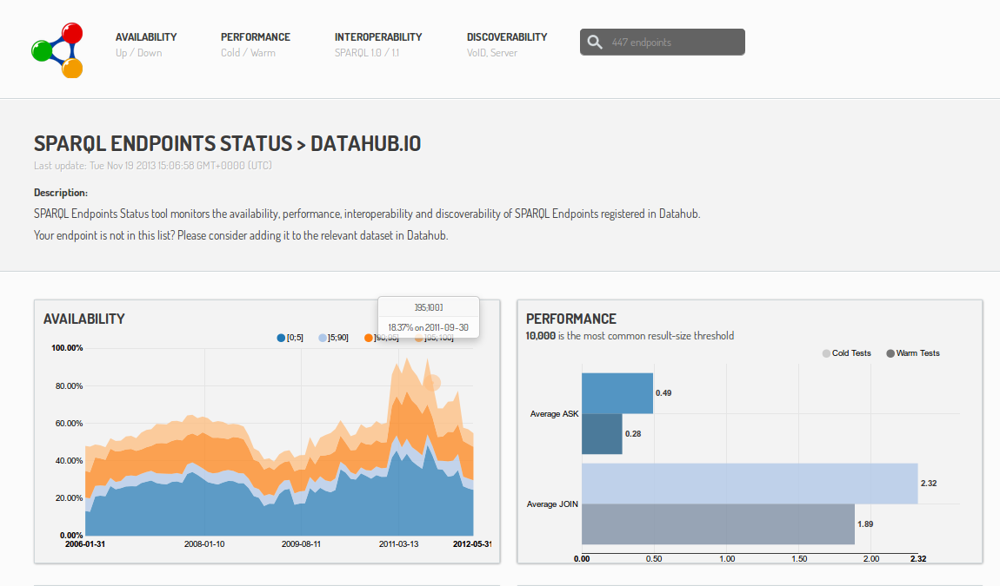 AVAILABILITY PERFORMANCE INTEROPERABILITY DISCOVERABILITY
Up / Down Cold / Warm SPARQL 1.0 / 1.1 VoID, Server
447 endpoints
SPARQL ENDPOINTS STATUS > DATAHUB.IO
Last update: Tue Nov 19 2013 15:06:58 GMT+0000 (UTC)
Description:
SPARQL Endpoints Status tool monitors the availability, performance, interoperability and discoverability of SPARQL Endpoints registered in Datahub.
Your endpoint is not in this list? Please consider adding it to the relevant dataset in Datahub.
AVAILABILITY
]95;100]
18.37% on 2011-09-30
[0;5] ]5;90] ]90;95] ]95;100]
100.00%
80.00%
60.00%
40.00%
20.00%
0.00%
2006-01-31 2008-01-10 2009-08-11 2011-03-13 2012-05-31
PERFORMANCE
10,000 is the most common result-size threshold
Cold Tests Warm Tests
Average ASK
0.49
0.28
Average JOIN
2.32
1.89
0.00 0.50 1.00 1.50 2.00 2.32